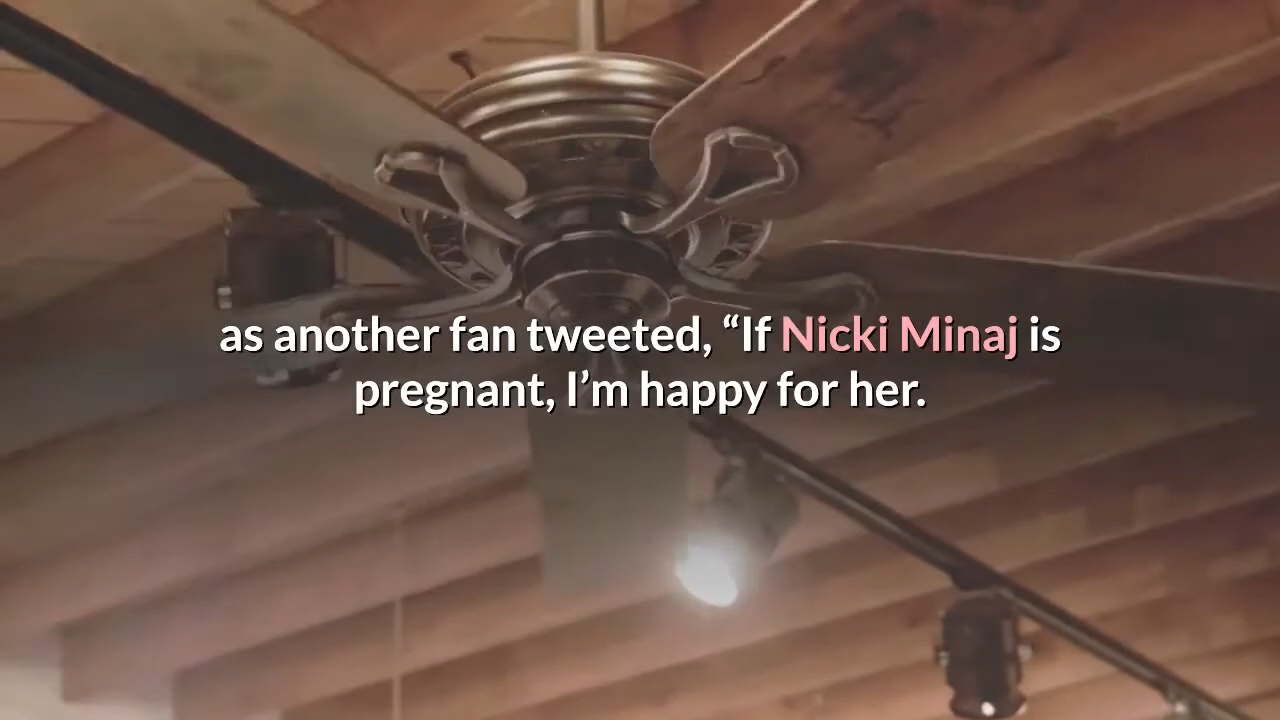 as another fan tweeted, “If Nicki Minaj is
pregnant, I’m happy for her.